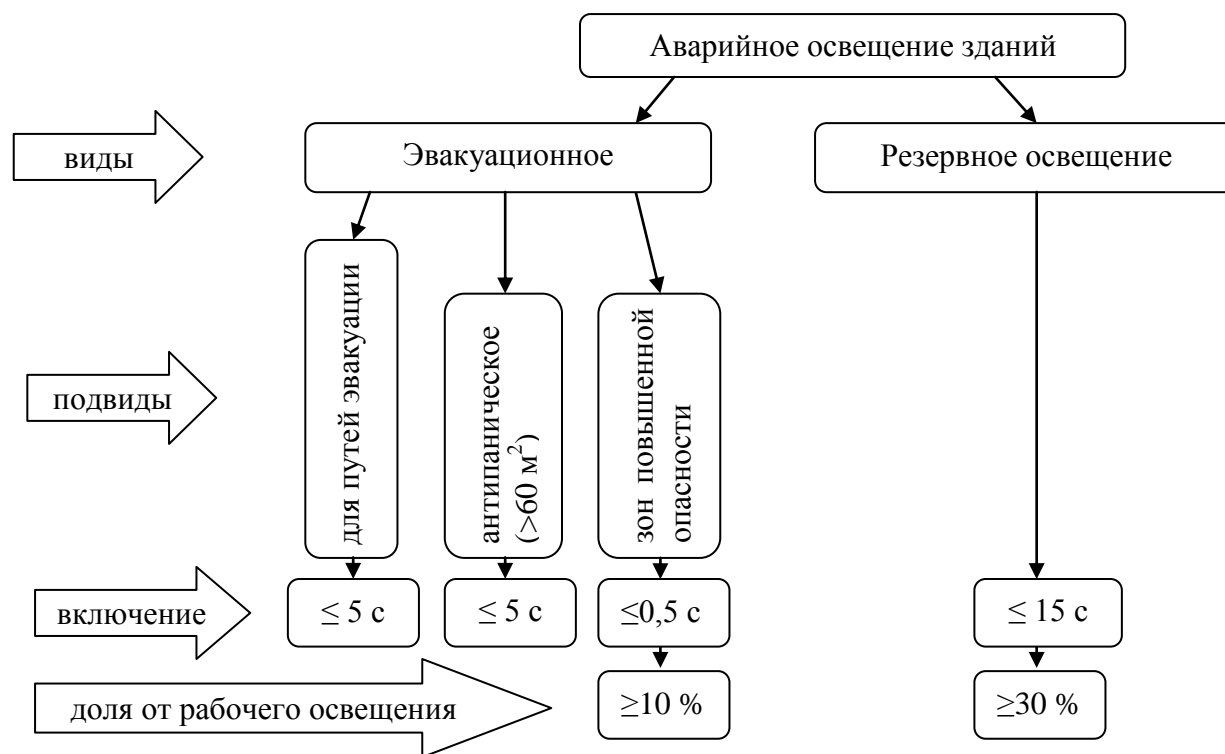 Аварийное освещение зданий
виды
Эвакуационное
Резервное освещение
подвиды
для путей эвакуации
антипаническое
(>60 м²)
зон повышенной
опасности
включение
≤ 5 с
≤ 5 с
≤0,5 с
≤ 15 с
доля от рабочего освещения
≥10 %
≥30 %